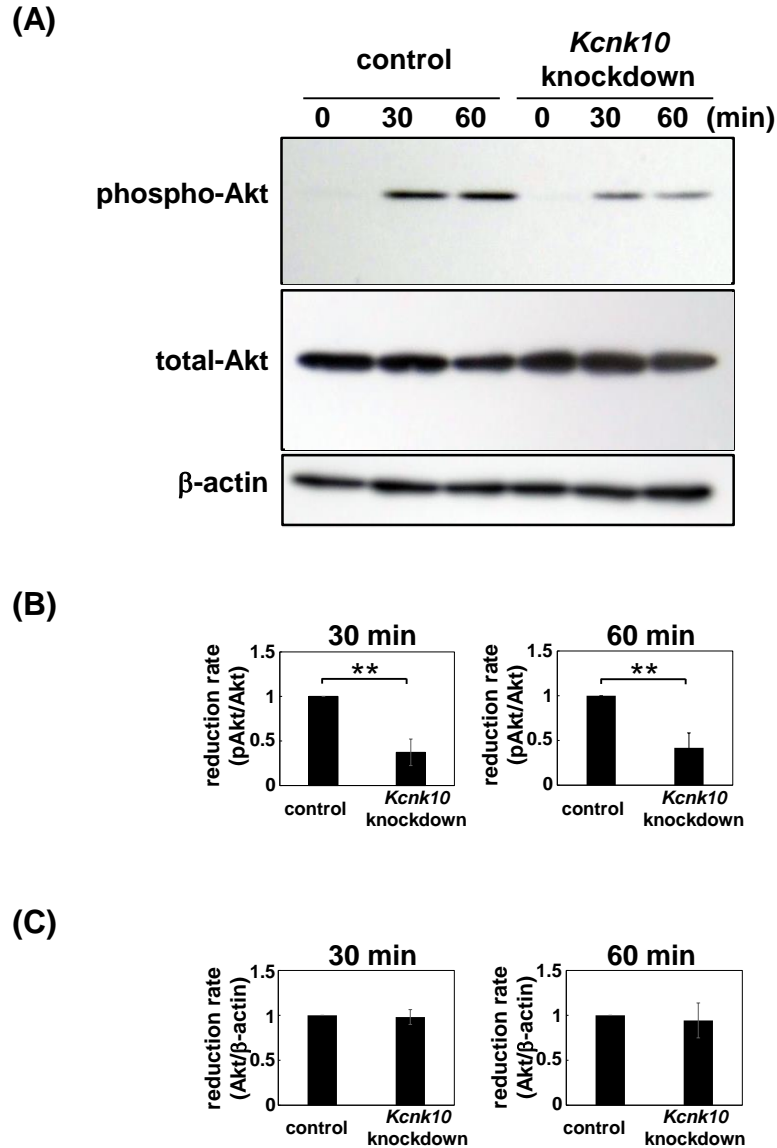 (A)
control
Kcnk10
knockdown
0 30 60 0 30 60 (min)
phospho-Akt
total-Akt
β-actin
(B)
30 min
60 min
reduction rate
(pAkt/Akt)
1.5
1
0.5
0
**
control
Kcnk10
knockdown
reduction rate
(pAkt/Akt)
1.5
1
0.5
0
**
control
Kcnk10
knockdown
(C)
30 min
60 min
reduction rate
(Akt/β-actin)
1.5
1
0.5
0
control
Kcnk10
knockdown
reduction rate
(Akt/β-actin)
1.5
1
0.5
0
control
Kcnk10
knockdown